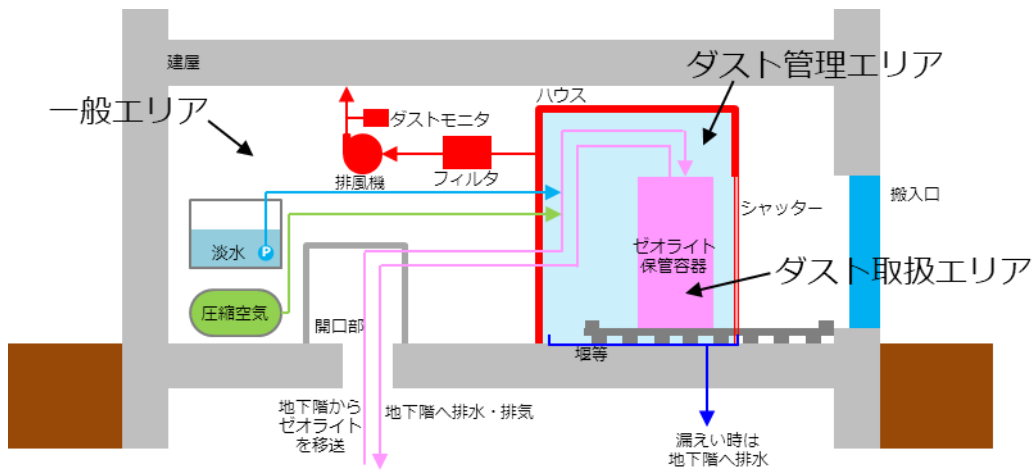 建屋
一般エリア
ダスト管理エリア
ハウス
ダストモニタ
排風機
フィルタ
シャッター
搬入口
淡水
P
ゼオライト
保管容器
ダスト取扱エリア
圧縮空気
開口部
堰等
地下階から
ゼオライト
を移送
地下階へ排水・排気
漏えい時は
地下階へ排水